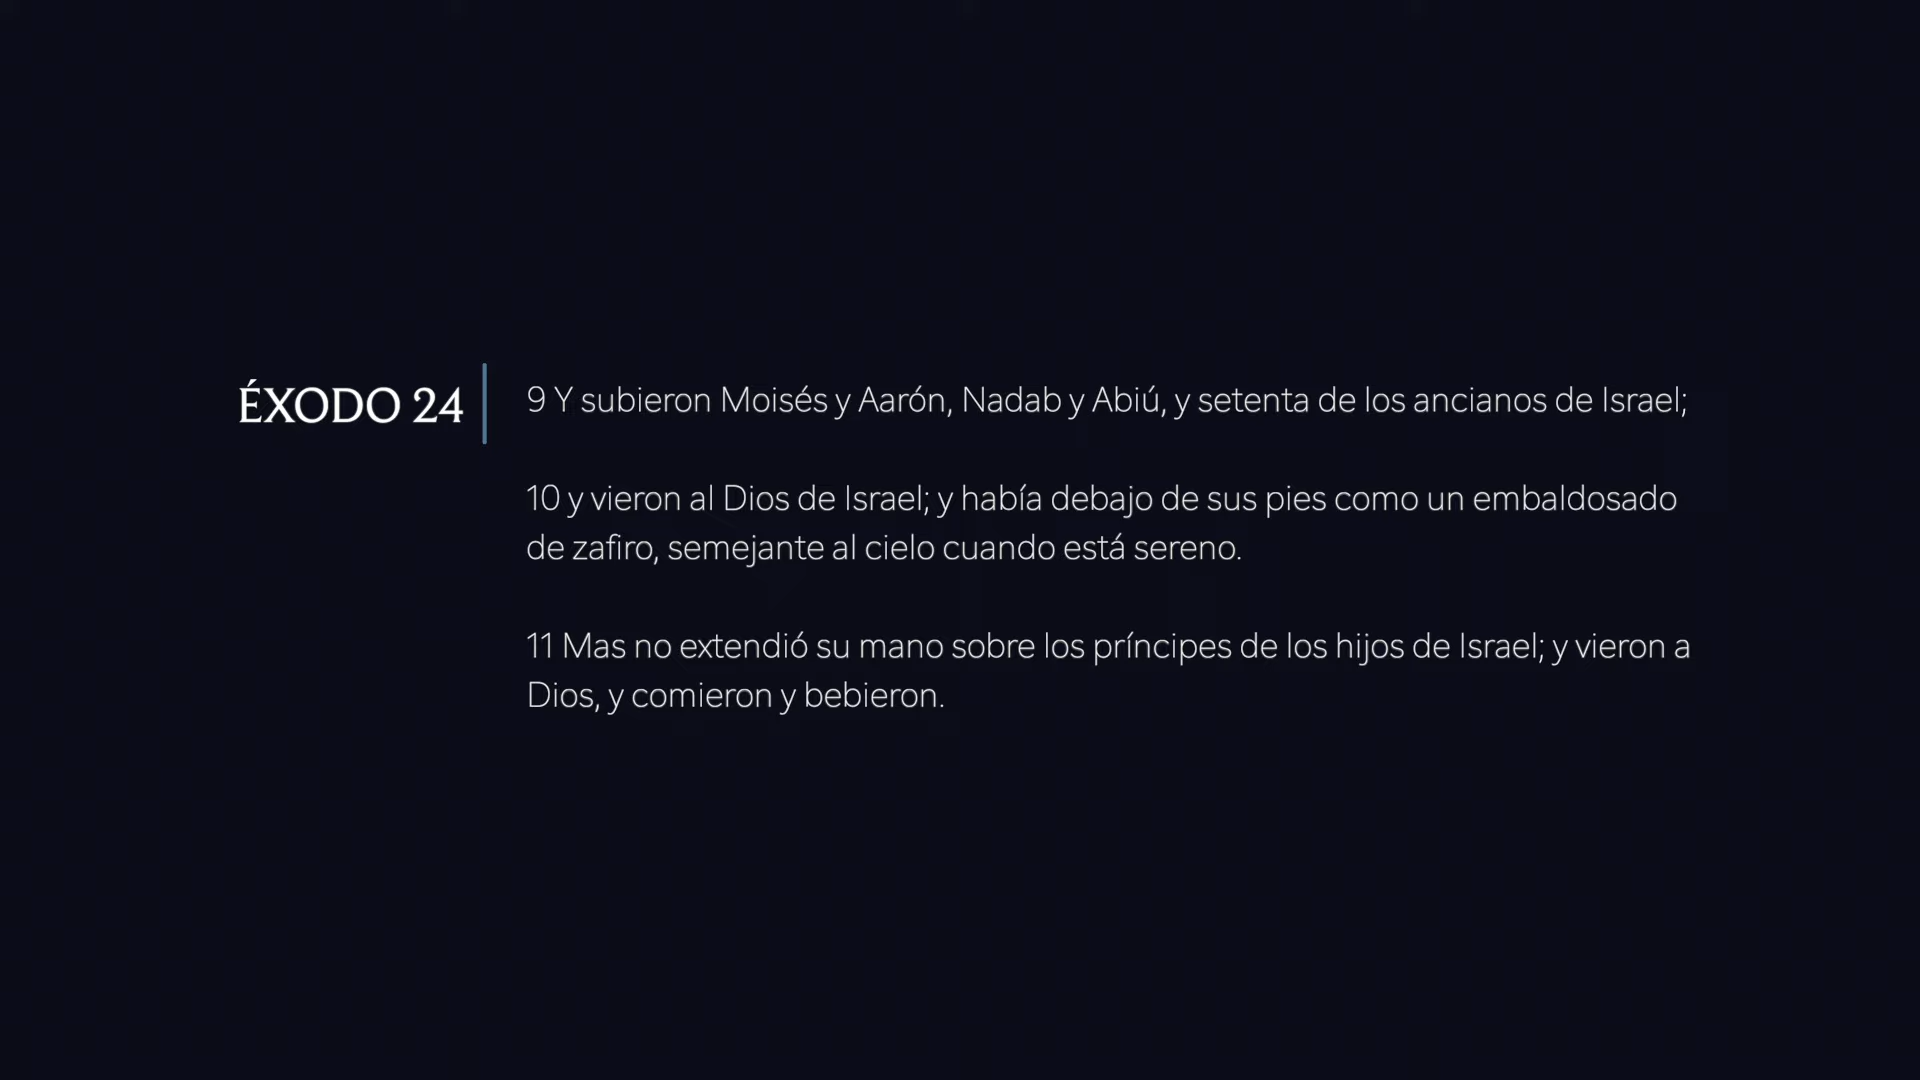 ÉXODO 24
9 Y subieron Moisés y Aarón, Nadab y Abiú, y setenta de los ancianos de Israel;
10 y vieron al Dios de Israel; y había debajo de sus pies como un embaldosado
de zafiro, semejante al cielo cuando está sereno.
11 Mas no extendió su mano sobre los príncipes de los hijos de Israel; y vieron a
Dios, y comieron y bebieron.